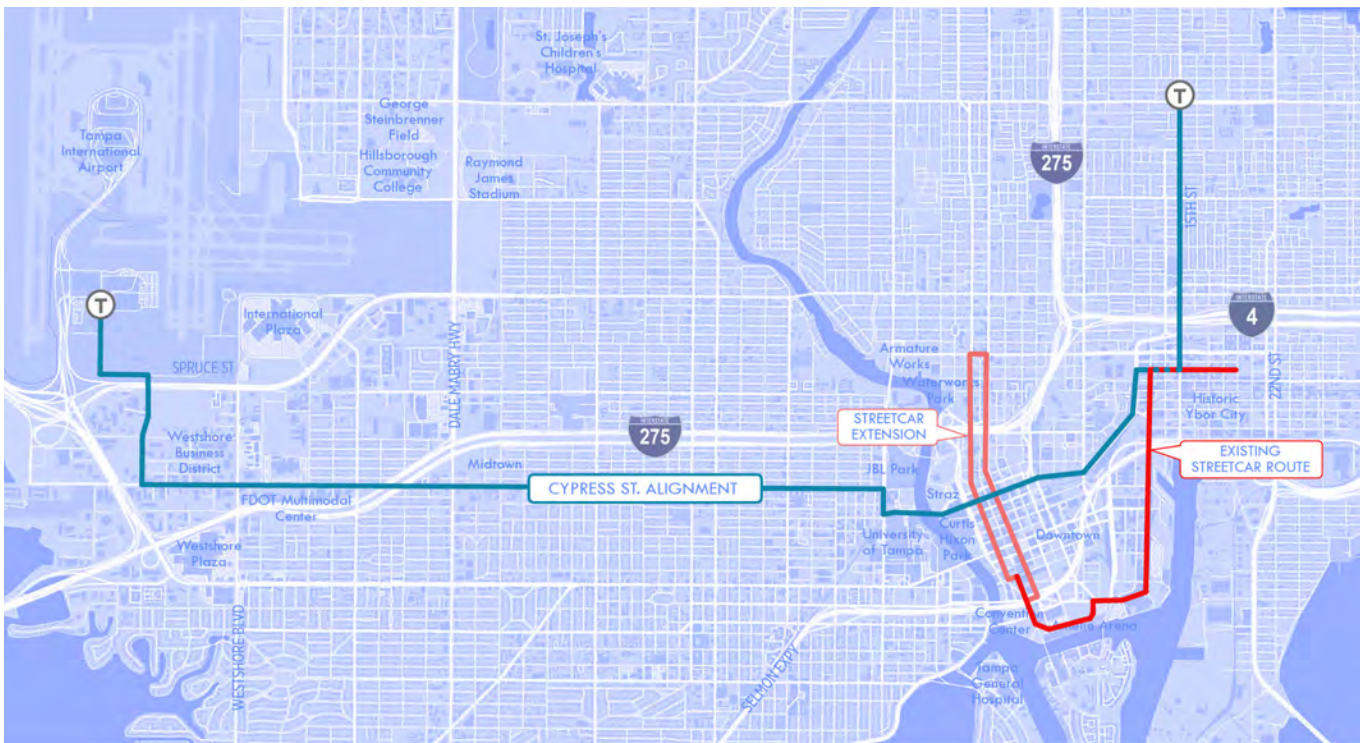 St. Joseph's
Children's
Hospital
T
George
Steinbrenner
Field
Tampa
International
Airport
Hillsborough
Community
College
Raymond
James
Stadium
INTERSTATE
275
15TH ST
T
International
Plaza
INTERSTATE
4
DALE MABRY HWY
SPRUCE ST
Armature
Works
Waterworks
Park
22ND ST
Historic
Ybor City
STREETCAR
EXTENSION
INTERSTATE
275
Westshore
Business
District
Midtown
JBL Park
EXISTING
STREETCAR ROUTE
CYPRESS ST. ALIGNMENT
Straz
FDOT Multimodal
Center
University
of Tampa
Curtis
Hixon
Park
Downtown
Westshore
Plaza
WESTSHORE BLVD
Convention
Center
Amalie Arena
SELMON EXPY
Tampa
General
Hospital